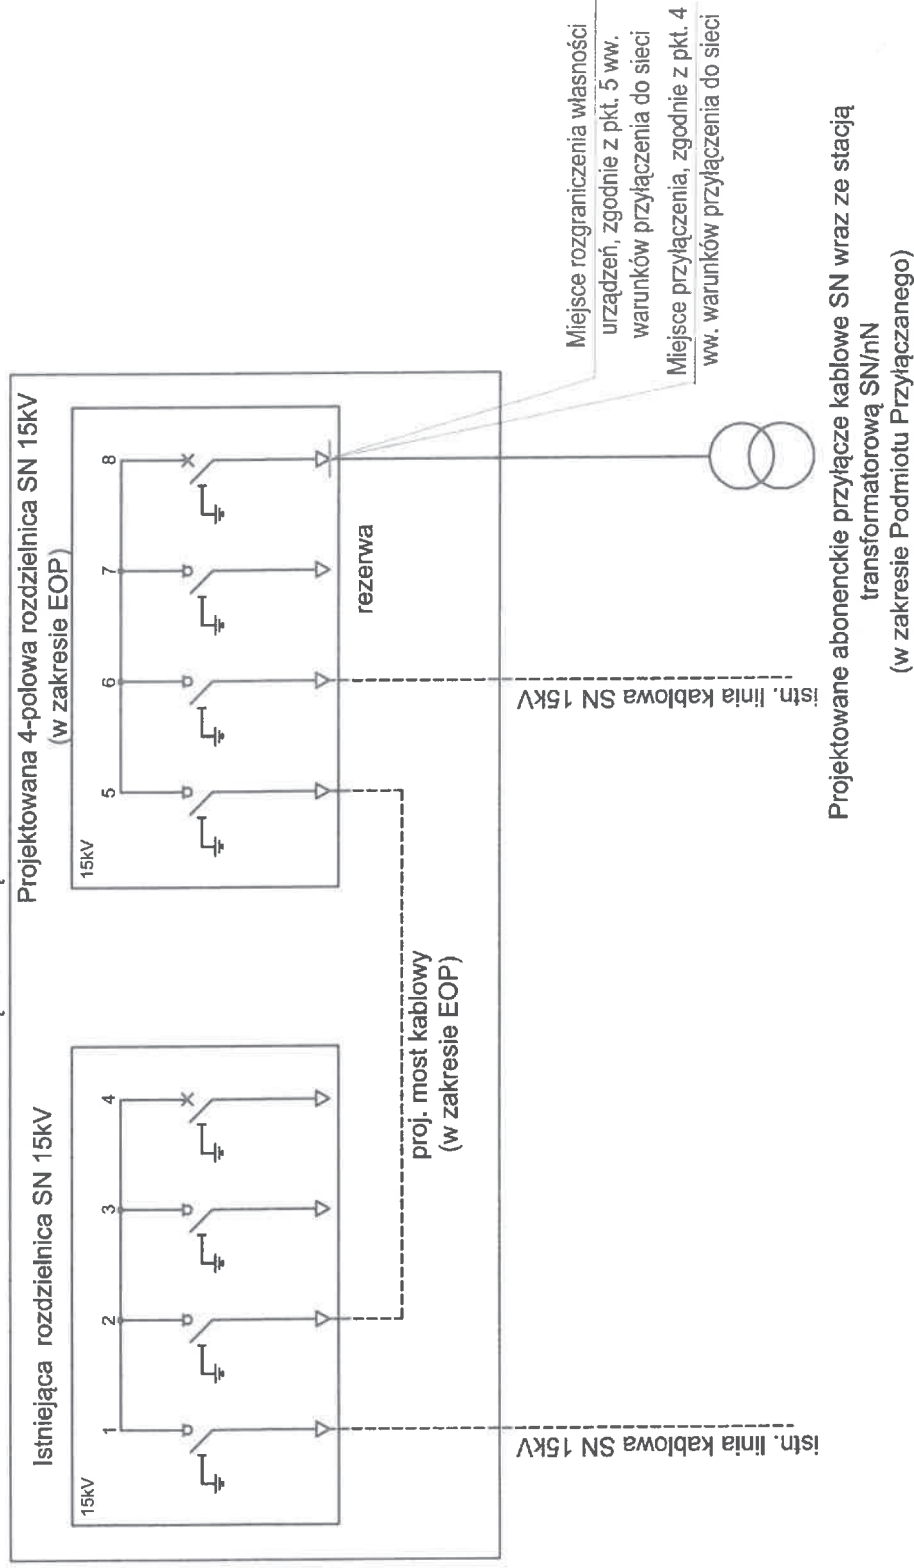 Istniejąca rozdzielnica SN 15kV
15kV
1
2
3
4
Projektowana 4-polowa rozdzielnica SN 15kV
(w zakresie EOP)
15kV
5
6
7
8
rezerwa
proj. most kablowy
(w zakresie EOP)
istn. linia kablowa SN 15kV
istn. linia kablowa SN 15kV
Miejsce rozgraniczenia własności
urządzeń, zgodnie z pkt. 5 ww.
warunków przyłączenia do sieci
Miejsce przyłączenia, zgodnie z pkt. 4
ww. warunków przyłączenia do sieci
Projektowane abonenckie przyłącze kablowe SN wraz ze stacją
transformatorową SN/nN
(w zakresie Podmiotu Przyłączanego)